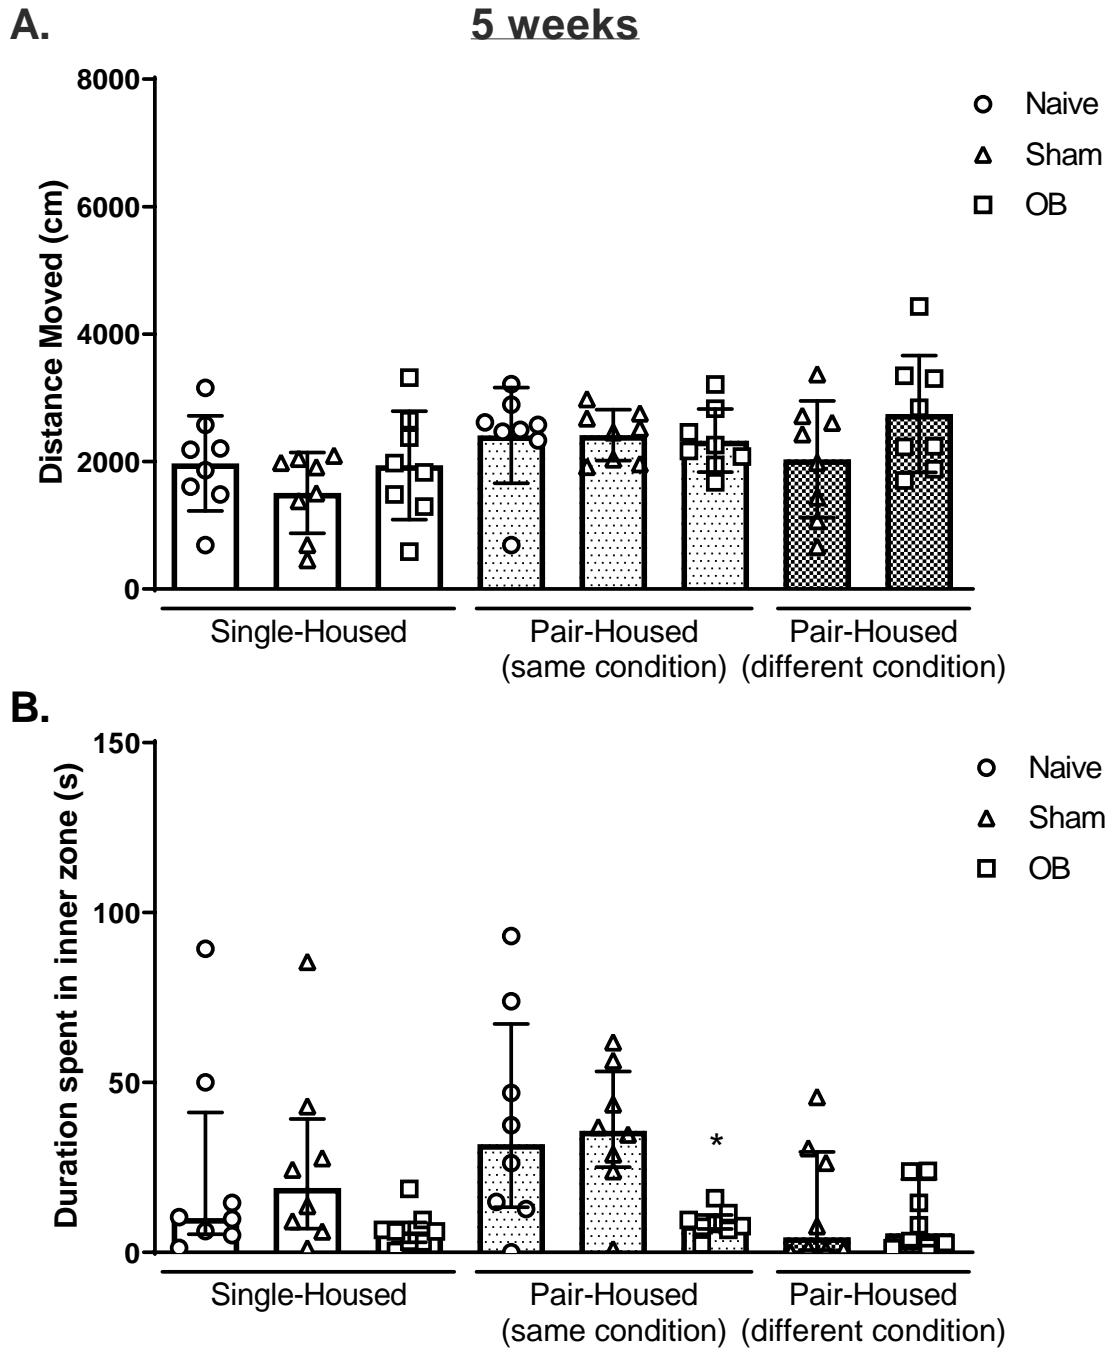 A.
5 weeks
8000
6000
4000
2000
0
Distance Moved (cm)
Naive
Sham
OB
Single-Housed
Pair-Housed
(same condition)
Pair-Housed
(different condition)
B.
150
100
50
0
Duration spent in inner zone (s)
Naive
Sham
OB
*
Single-Housed
Pair-Housed
(same condition)
Pair-Housed
(different condition)